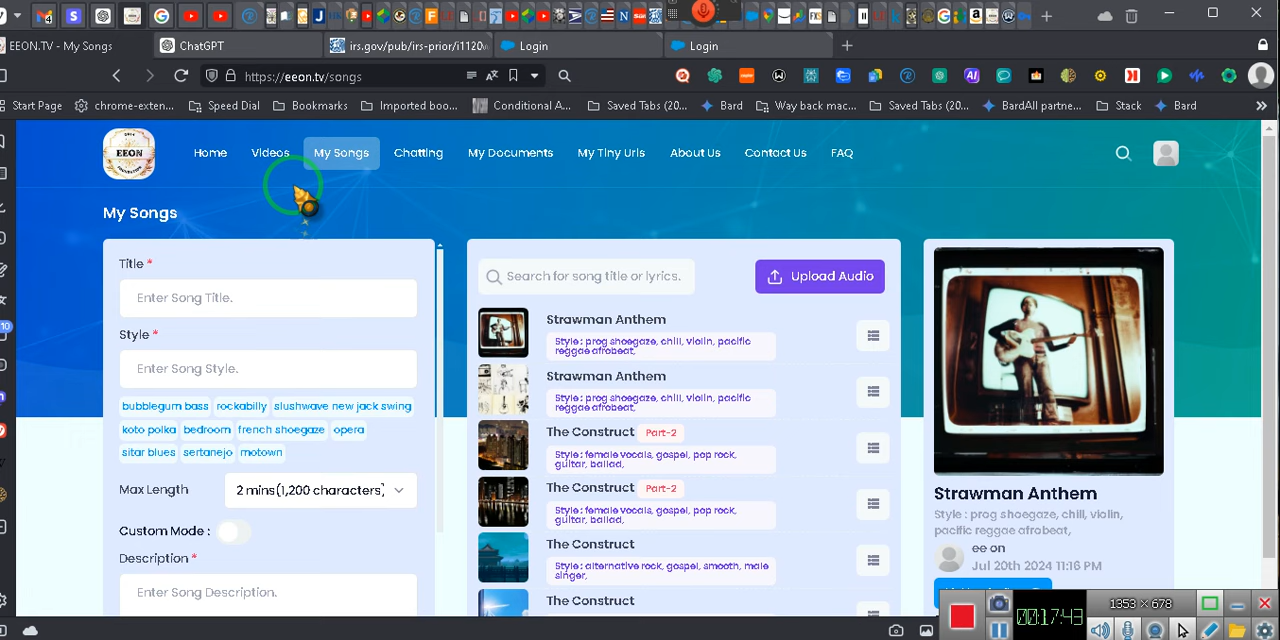 EEON.TV - My Songs
ChatGPT
irs.gov/pub/irs-prior/i1120
Login
Login
https://eeon.tv/songs
Start Page
chrome-exten...
Speed Dial
Bookmarks
Imported boo...
Conditional A...
Saved Tabs (20...
Bard
Way back mac...
Saved Tabs (20...
BardAll partne...
Stack
Bard
EEON
Home
Videos
My Songs
Chatting
My Documents
My Tiny Urls
About Us
Contact Us
FAQ
My Songs
Title *
Enter Song Title.
Style *
Enter Song Style.
bubblegum bass rockabilly slushwave new jack swing
koto polka bedroom french shoegaze opera
sitar blues sertanejo motown
Max Length
2 mins(1,200 characters)
Custom Mode :
Description *
Enter Song Description.
Search for song title or lyrics.
Upload Audio
Strawman Anthem
Style : prog shoegaze, chill, violin, pacific
reggae afrobeat,
Strawman Anthem
Style : prog shoegaze, chill, violin, pacific
reggae afrobeat,
The Construct Part-2
Style : female vocals, gospel, pop rock,
guitar, ballad,
The Construct Part-2
Style : female vocals, gospel, pop rock,
guitar, ballad,
The Construct
Style : alternative rock, gospel, smooth, male
singer,
The Construct
Strawman Anthem
Style : prog shoegaze, chill, violin,
pacific reggae afrobeat,
ee on
Jul 20th 2024 11:16 PM
10
00:17:43
1353 × 678